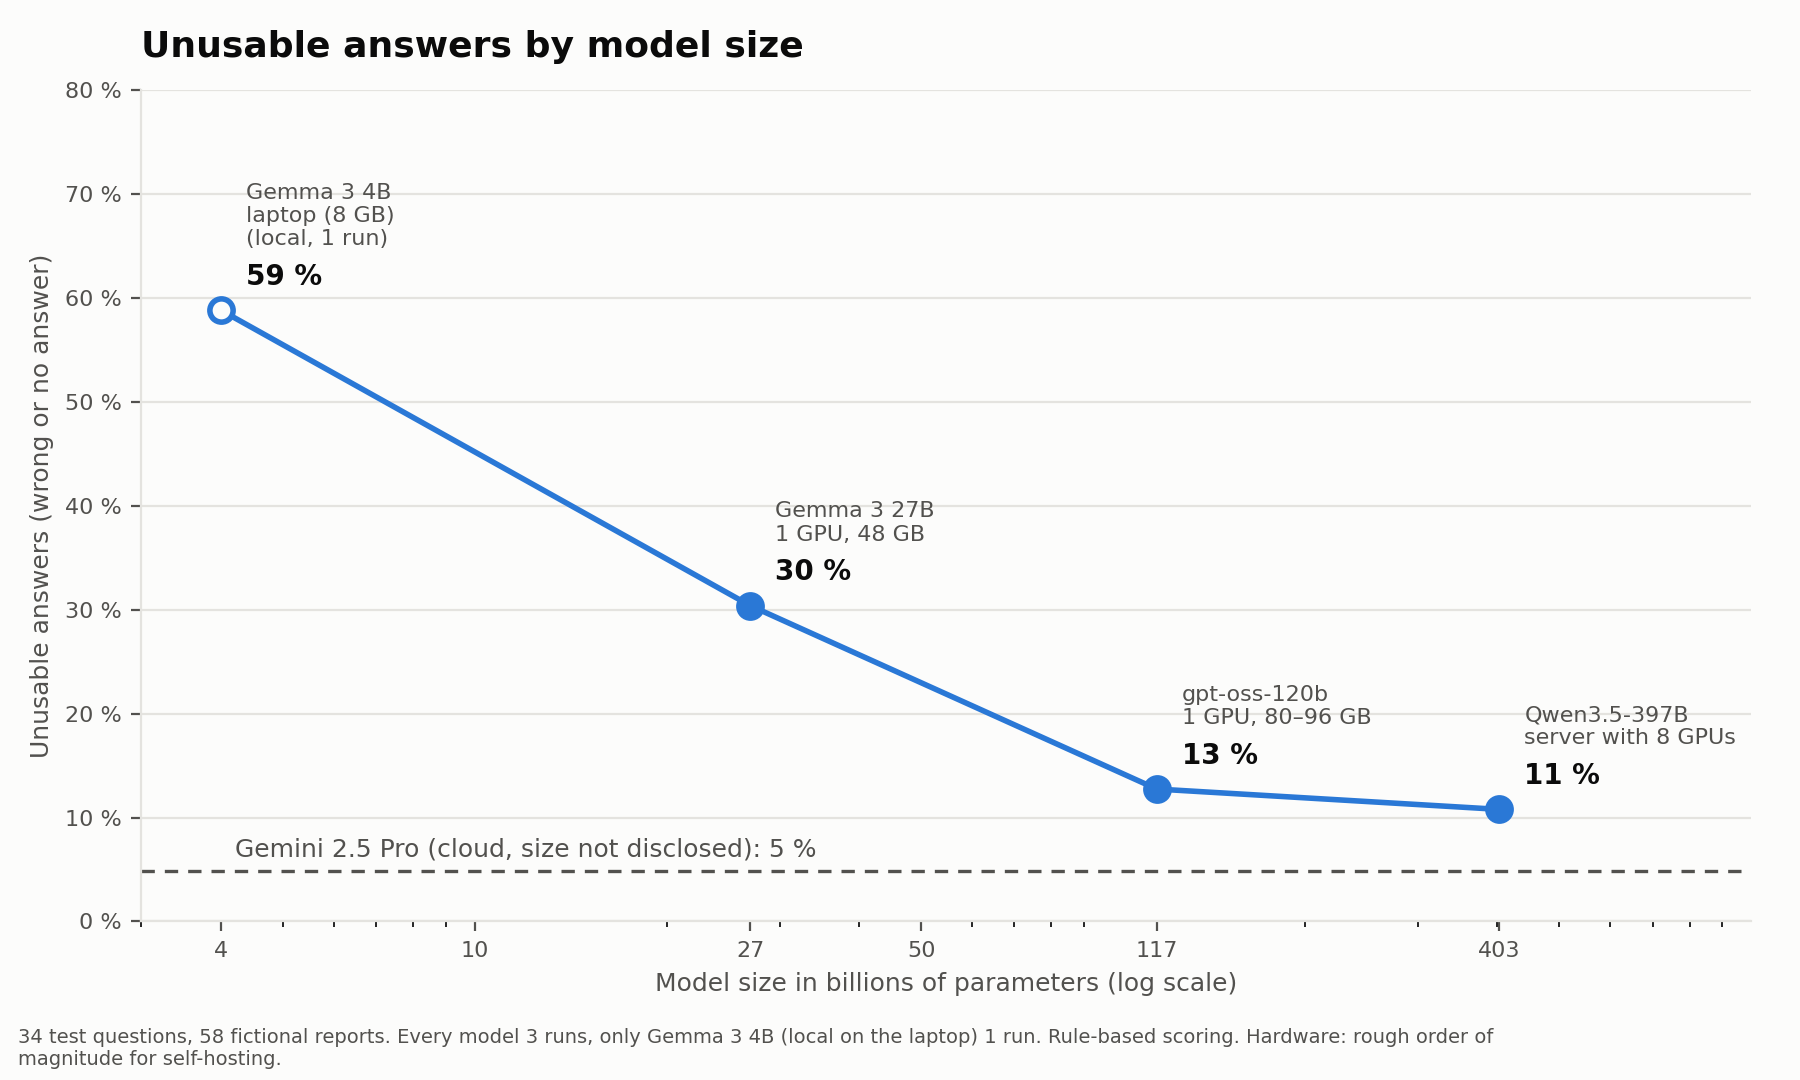 Unusable answers by model size
80 %
70 %
60 %
50 %
40 %
30 %
20 %
10 %
0 %
Unusable answers (wrong or no answer)
Gemma 3 4B
laptop (8 GB)
(local, 1 run)
59 %
Gemma 3 27B
1 GPU, 48 GB
30 %
gpt-oss-120b
1 GPU, 80–96 GB
13 %
Qwen3.5-397B
server with 8 GPUs
11 %
Gemini 2.5 Pro (cloud, size not disclosed): 5 %
4
10
27
50
117
403
Model size in billions of parameters (log scale)
34 test questions, 58 fictional reports. Every model 3 runs, only Gemma 3 4B (local on the laptop) 1 run. Rule-based scoring. Hardware: rough order of
magnitude for self-hosting.